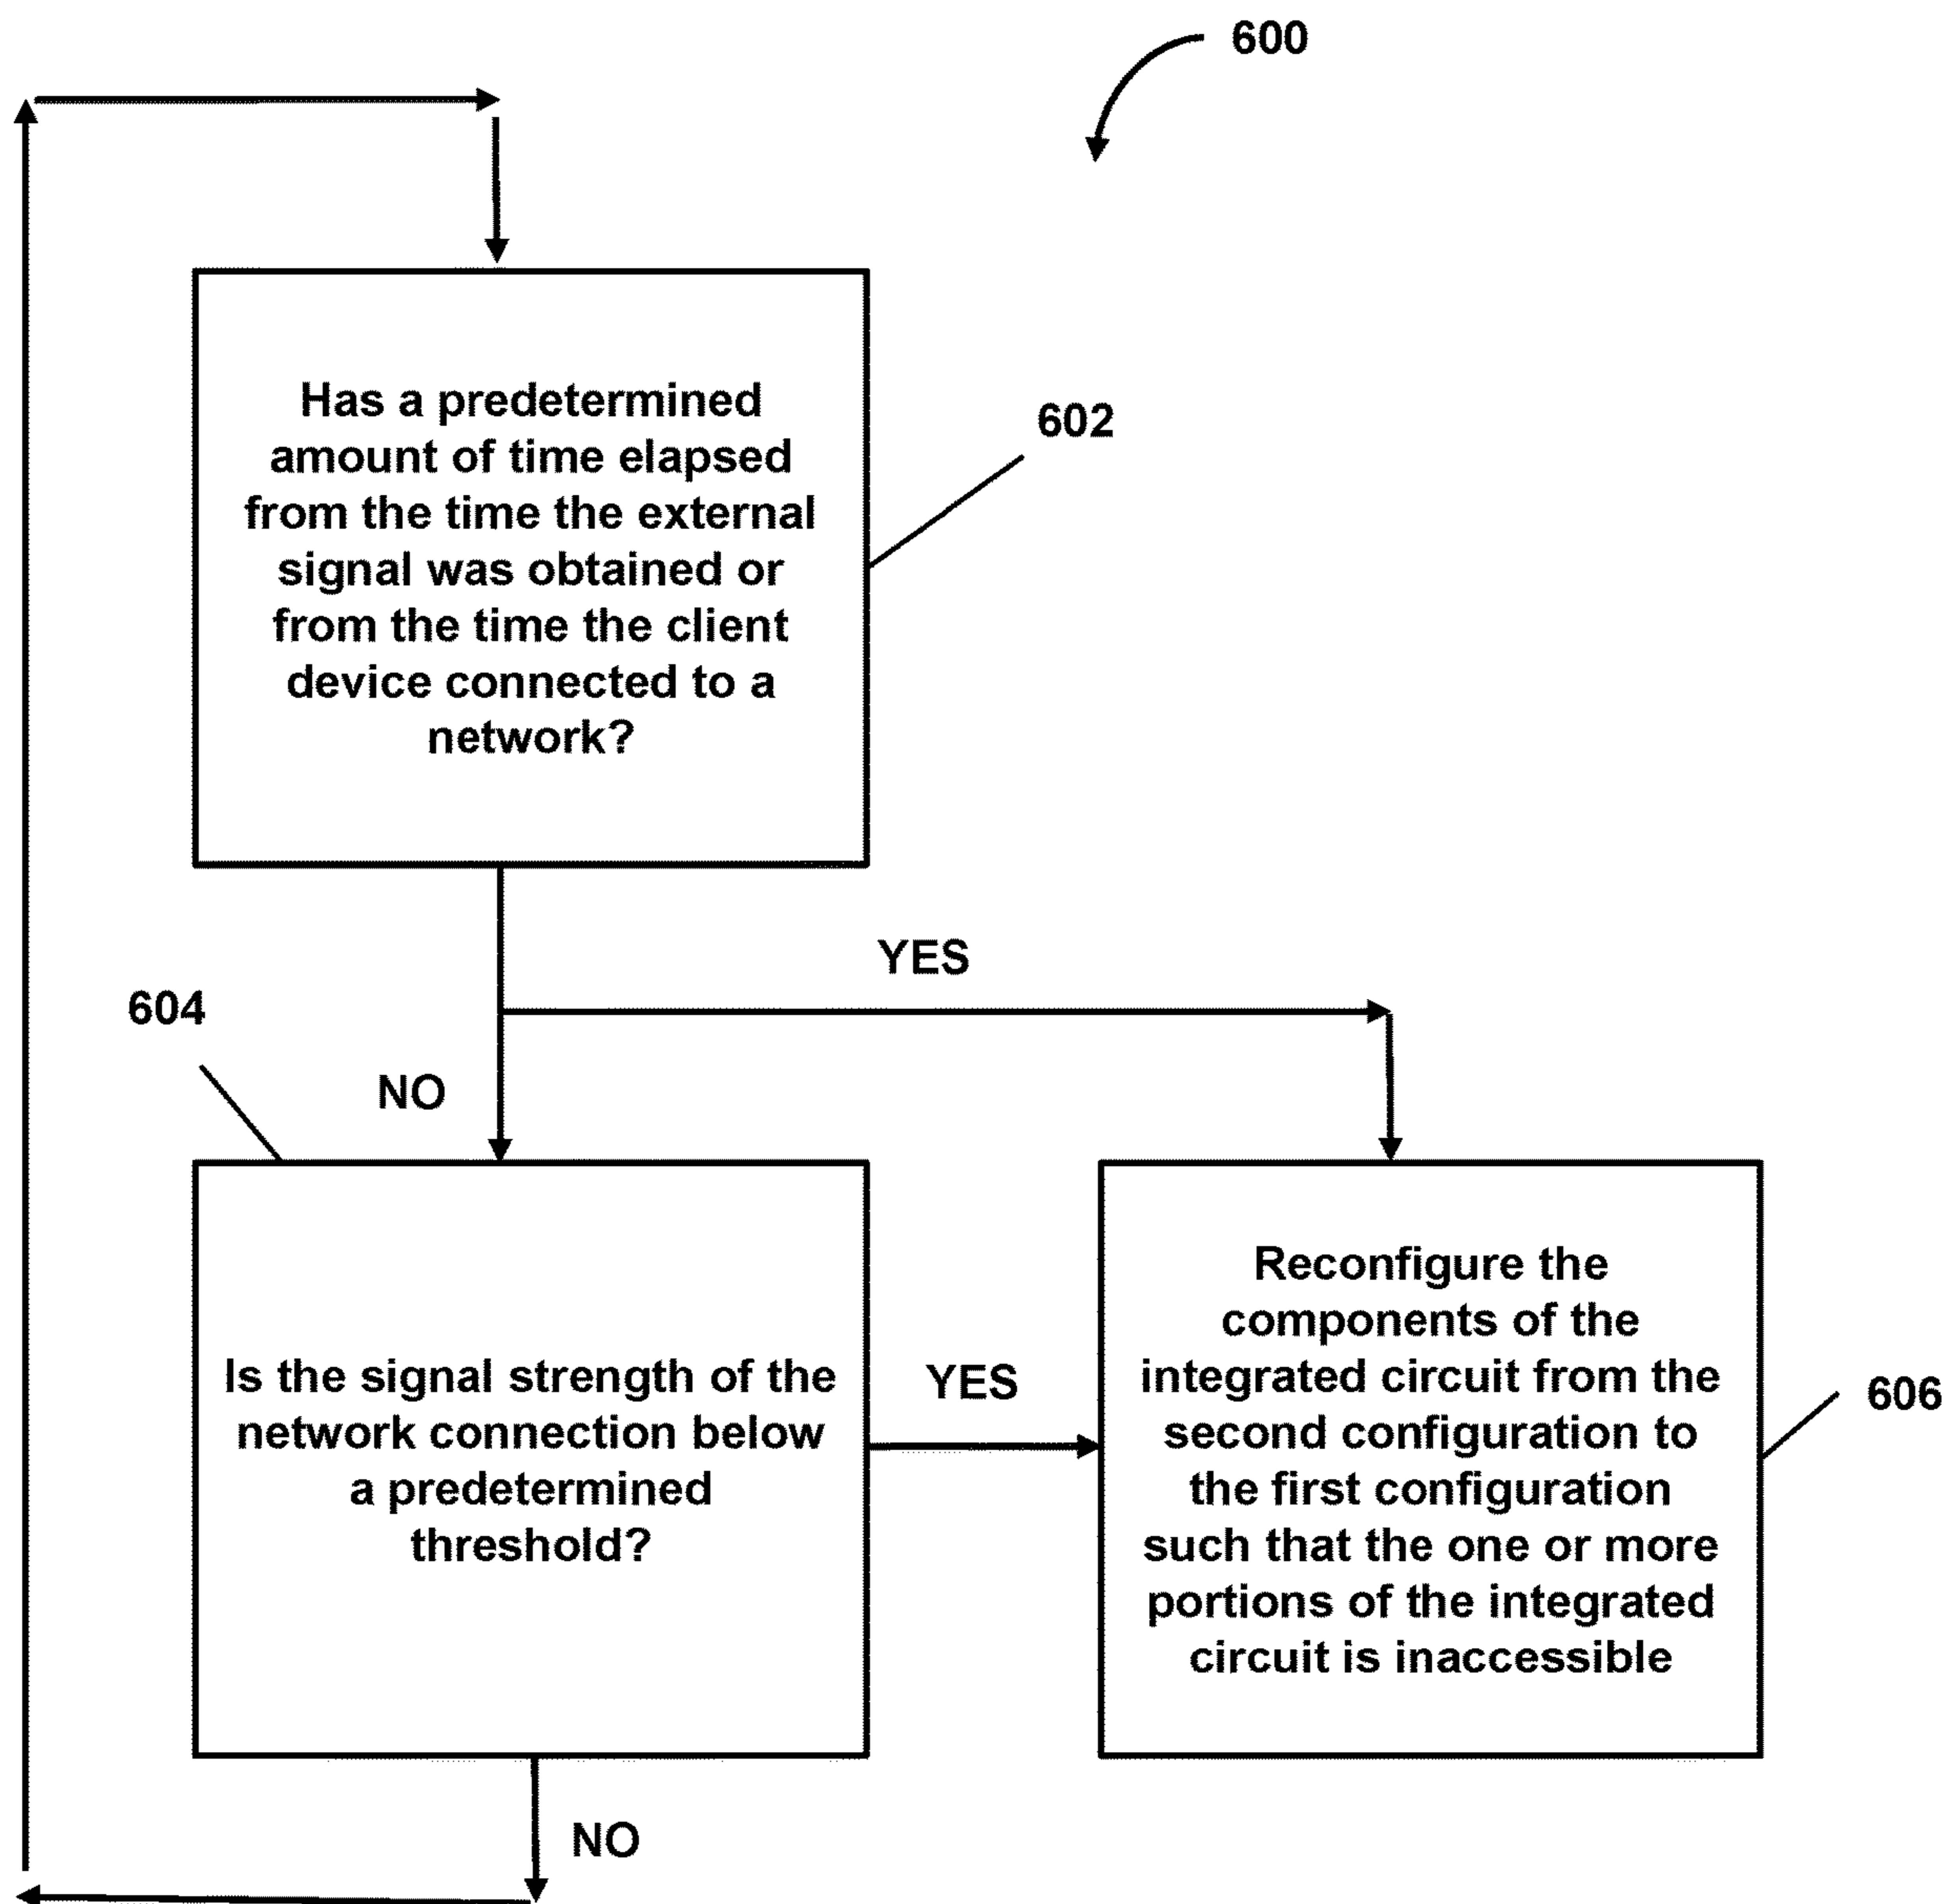 600
Has a predetermined
amount of time elapsed
from the time the external
signal was obtained or
from the time the client
device connected to a
network?
602
YES
604
NO
Is the signal strength of the
network connection below
a predetermined
threshold?
YES
Reconfigure the
components of the
integrated circuit from the
second configuration to
the first configuration
such that the one or more
portions of the integrated
circuit is inaccessible
606
NO